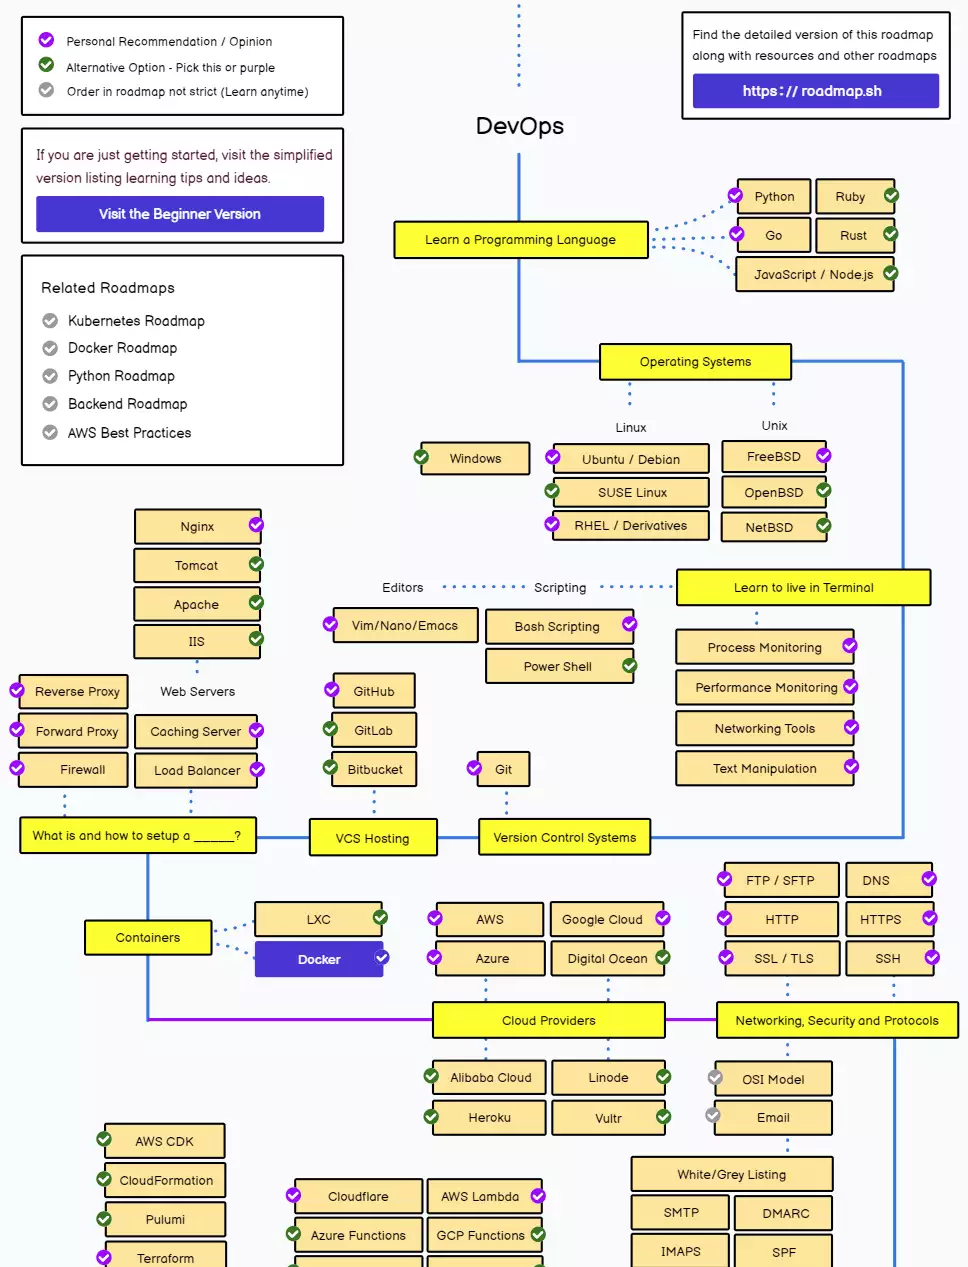 Personal Recommendation / Opinion
Alternative Option - Pick this or purple
Order in roadmap not strict (Learn anytime)
Find the detailed version of this roadmap
along with resources and other roadmaps
https://roadmap.sh
DevOps
If you are just getting started, visit the simplified
version listing learning tips and ideas.
Visit the Beginner Version
Learn a Programming Language
Python
Ruby
Go
Rust
JavaScript / Node.js
Related Roadmaps
Kubernetes Roadmap
Docker Roadmap
Python Roadmap
Backend Roadmap
AWS Best Practices
Operating Systems
Linux
Unix
Windows
Ubuntu / Debian
SUSE Linux
RHEL / Derivatives
FreeBSD
OpenBSD
NetBSD
Nginx
Tomcat
Apache
IIS
Editors
Scripting
Learn to live in Terminal
Vim/Nano/Emacs
Bash Scripting
Power Shell
Process Monitoring
Performance Monitoring
Networking Tools
Text Manipulation
Reverse Proxy
Forward Proxy
Firewall
Web Servers
Caching Server
Load Balancer
GitHub
GitLab
Bitbucket
Git
What is and how to setup a _____?
VCS Hosting
Version Control Systems
Containers
LXC
Docker
AWS
Google Cloud
Azure
Digital Ocean
FTP / SFTP
DNS
HTTP
HTTPS
SSL / TLS
SSH
Cloud Providers
Networking, Security and Protocols
Alibaba Cloud
Linode
Heroku
Vultr
OSI Model
Email
White/Grey Listing
SMTP
DMARC
IMAPS
SPF
AWS CDK
CloudFormation
Pulumi
Terraform
Cloudflare
AWS Lambda
Azure Functions
GCP Functions